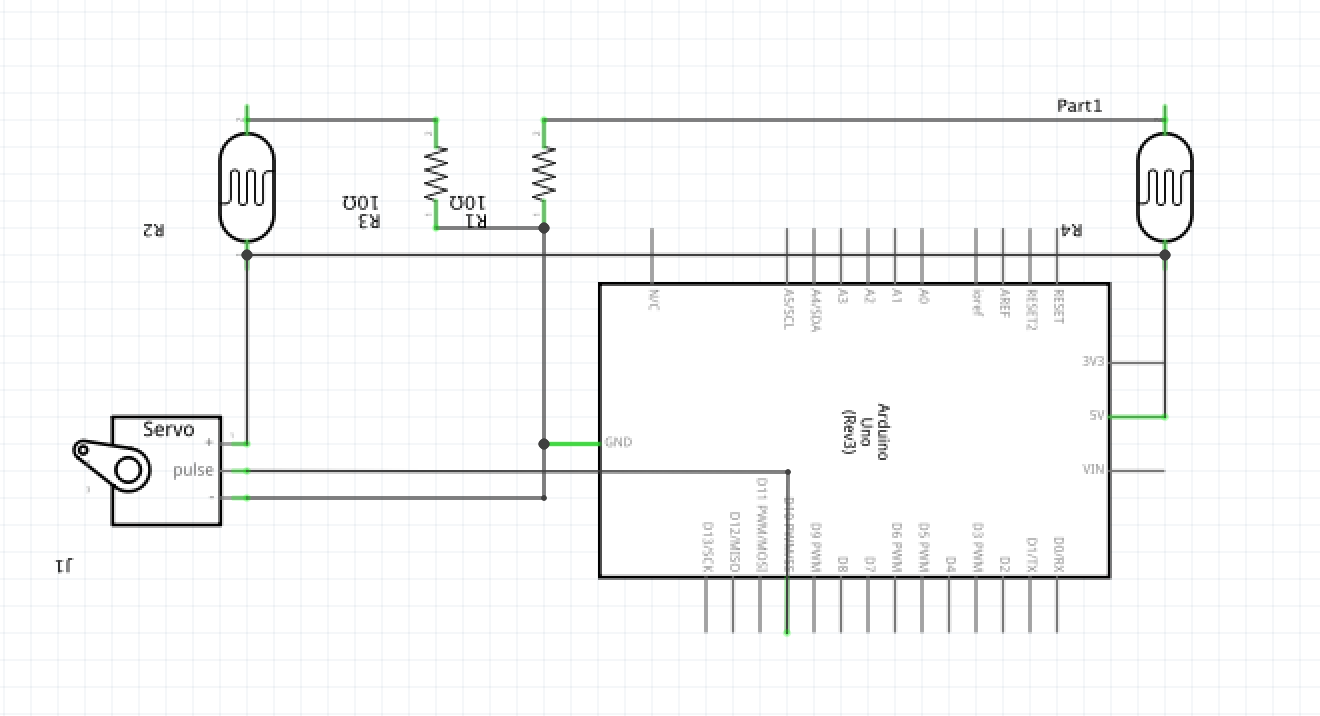 Part1
10Ω
R3
10Ω
R1
R2
R4
N/C
A5/SCL
A4/SDA
A3
A2
A1
A0
ioref
AREF
RESET2
RESET
3V3
5V
VIN
GND
Arduino
Uno
(Rev3)
Servo
+
pulse
-
D13/SCK
D12/MISO
D11 PWM/MOSI
D10 PWM/SS
D9 PWM
D8
D7
D6 PWM
D5 PWM
D4
D3 PWM
D2
D1/TX
D0/RX
J1